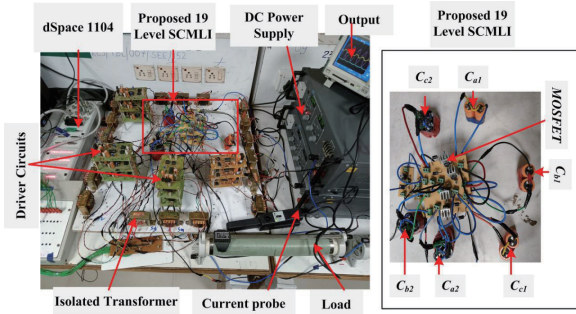 dSpace 1104
Proposed 19
Level SCMLI
DC Power
Supply
Output
Driver Circuits
Isolated Transformer
Current probe
Load
Proposed 19
Level SCMLI
Cc2
Ca1
MOSFET
Cb1
Cb2
Ca2
Cc1